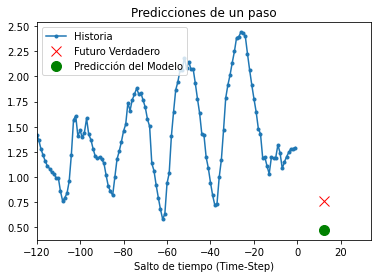 Predicciones de un paso
2.50
2.25
2.00
1.75
1.50
1.25
1.00
0.75
0.50
Historia
Futuro Verdadero
Predicción del Modelo
−120 −100 −80 −60 −40 −20 0 20
Salto de tiempo (Time-Step)